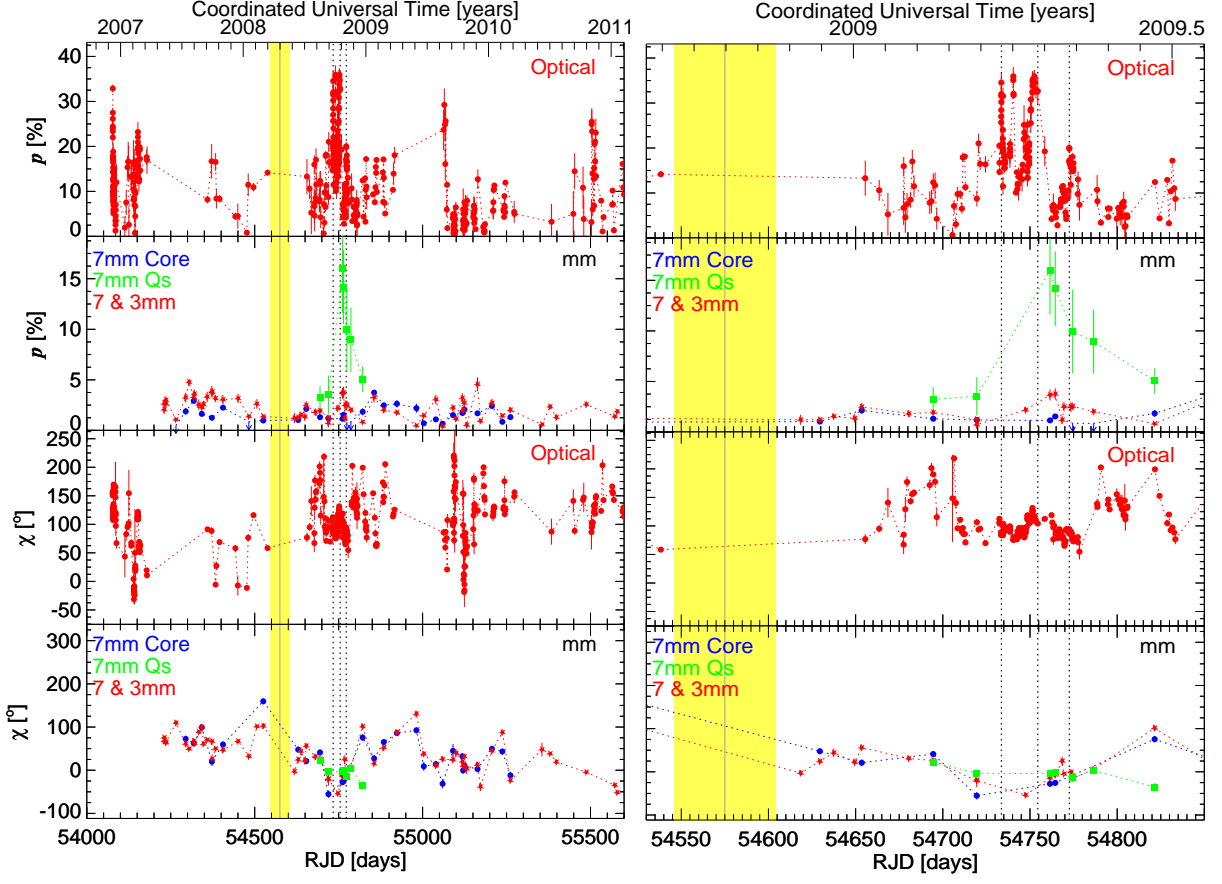 Coordinated Universal Time [years]
2007 2008 2009 2010 2011
40
30
20
10
0
p [%]
Optical
15
10
5
0
p [%]
7mm Core
7mm Qs
7 & 3mm
mm
250
200
150
100
50
0
-50
χ [°]
Optical
300
200
100
0
-100
χ [°]
7mm Core
7mm Qs
7 & 3mm
mm
54000 54500 55000 55500
RJD [days]
Coordinated Universal Time [years]
2009 2009.5
Optical
7mm Core
7mm Qs
7 & 3mm
mm
Optical
7mm Core
7mm Qs
7 & 3mm
mm
54550 54600 54650 54700 54750 54800
RJD [days]